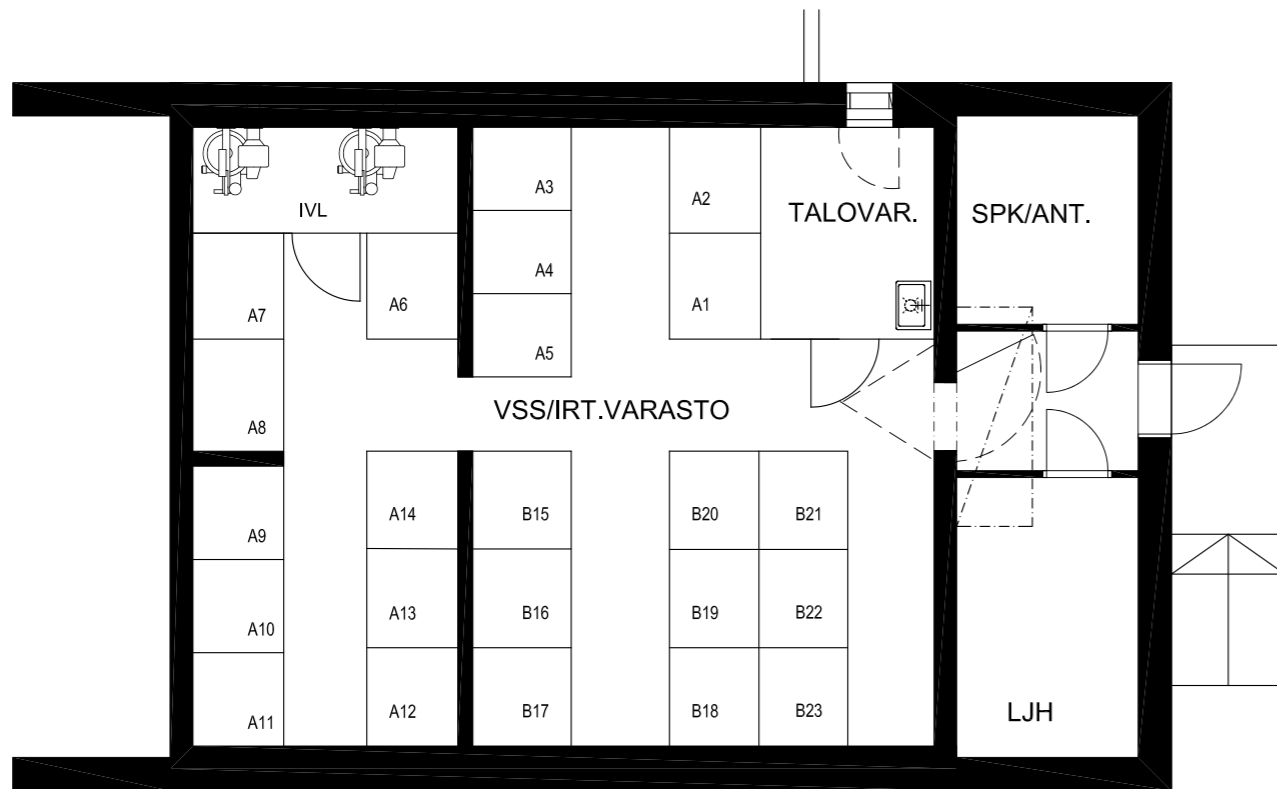 IVL
A3
A2
TALOVAR.
SPK/ANT.
A4
A7
A6
A1
A5
VSS/IRT.VARASTO
A8
A9
A14
B15
B20
B21
A10
A13
B16
B19
B22
A11
A12
B17
B18
B23
LJH